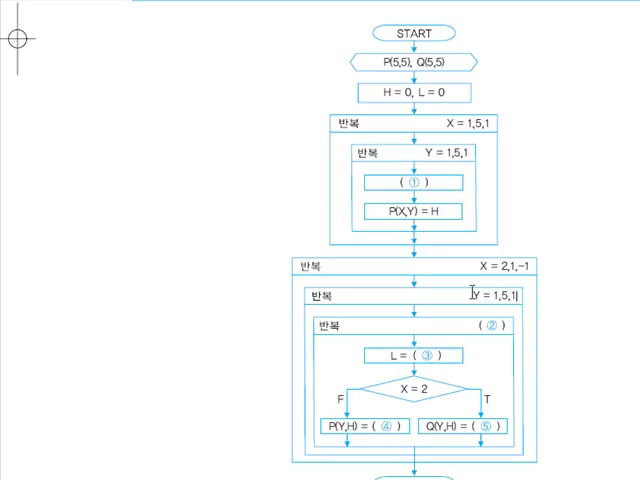 START
P(5,5), Q(5,5)
H = 0, L = 0
반복 X = 1,5,1
반복 Y = 1,5,1
( ① )
P(X,Y) = H
반복 X = 2,1,-1
반복 Y = 1,5,1
반복 ( ② )
L = ( ③ )
X = 2
F T
P(Y,H) = ( ④ ) Q(Y,H) = ( ⑤ )